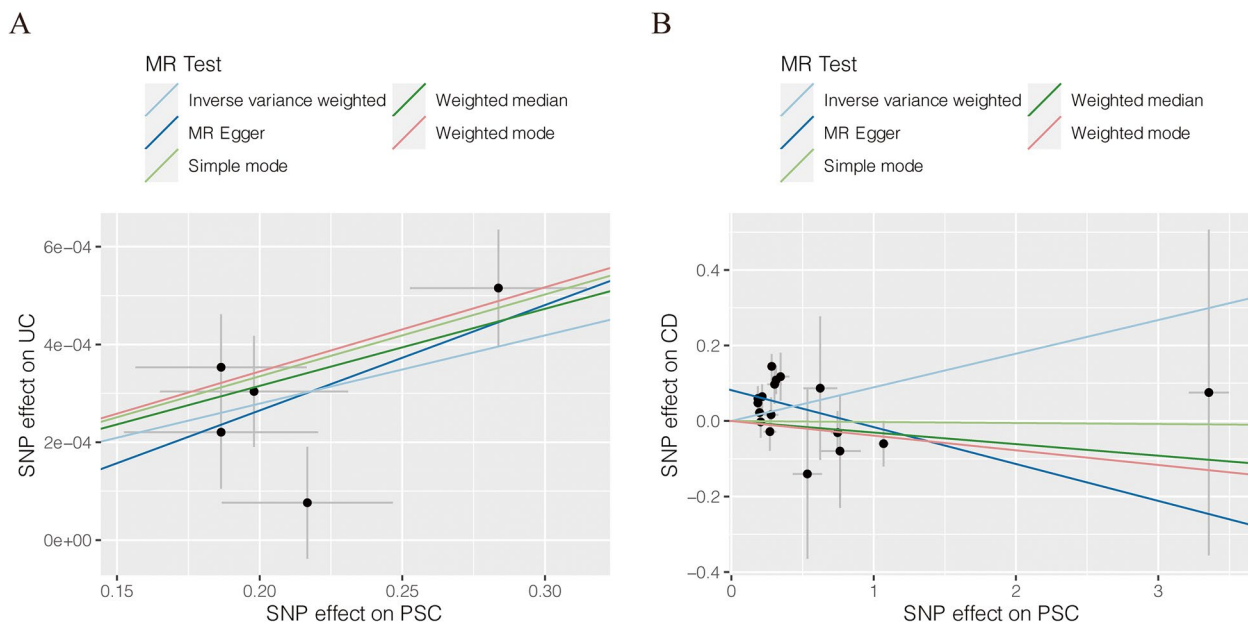 A
MR Test
Inverse variance weighted
Weighted median
MR Egger
Weighted mode
Simple mode
SNP effect on UC
6e−04
4e−04
2e−04
0e+00
0.15
0.20
0.25
0.30
SNP effect on PSC
B
MR Test
Inverse variance weighted
Weighted median
MR Egger
Weighted mode
Simple mode
SNP effect on CD
0.4
0.2
0.0
−0.2
−0.4
0
1
2
3
SNP effect on PSC